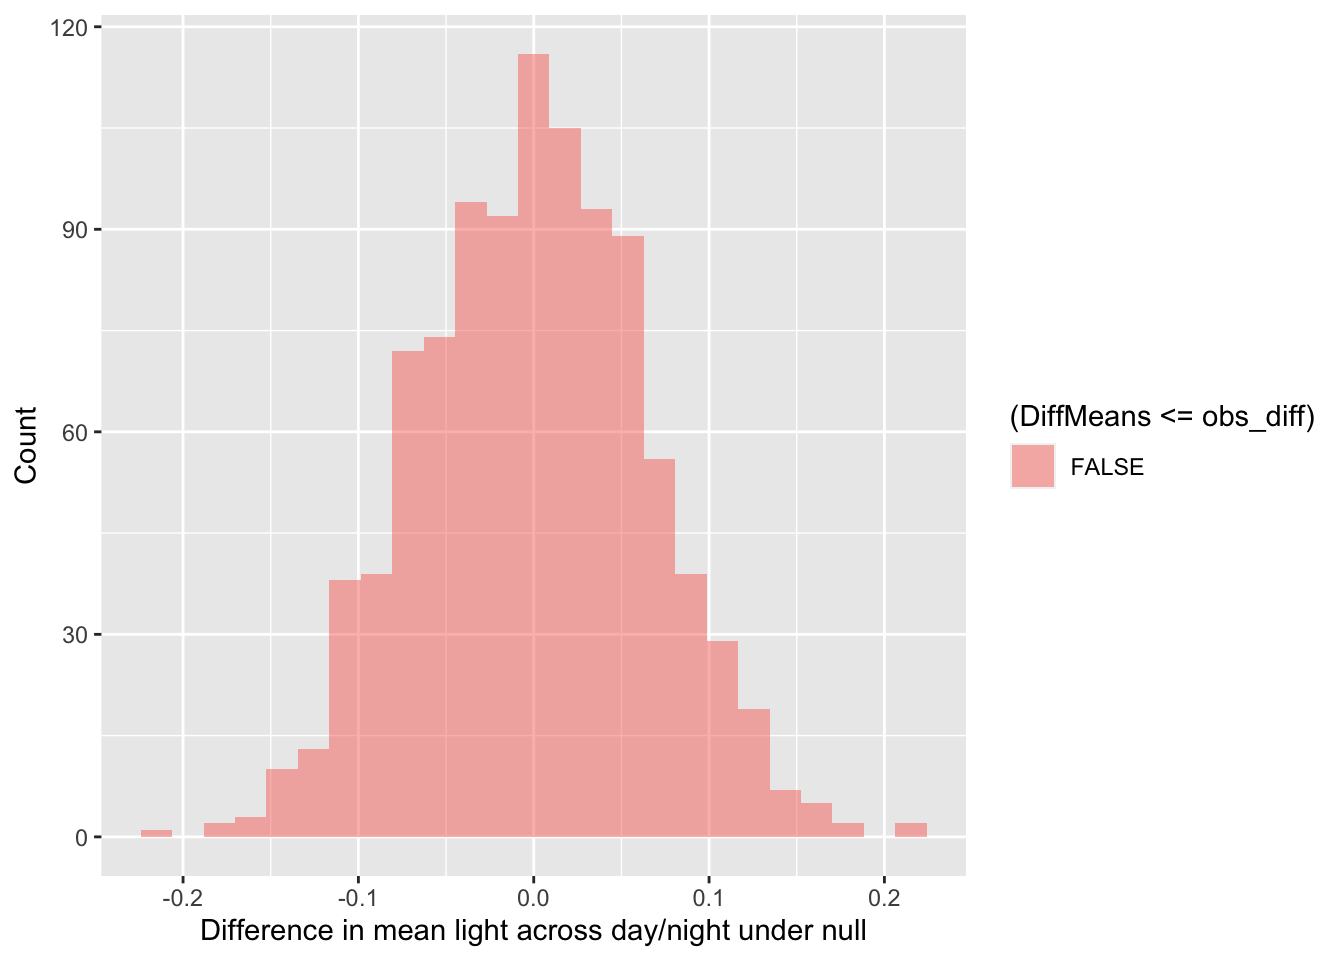 120
90
60
30
0
Count
-0.2
-0.1
0.0
0.1
0.2
Difference in mean light across day/night under null
(DiffMeans <= obs_diff)
FALSE